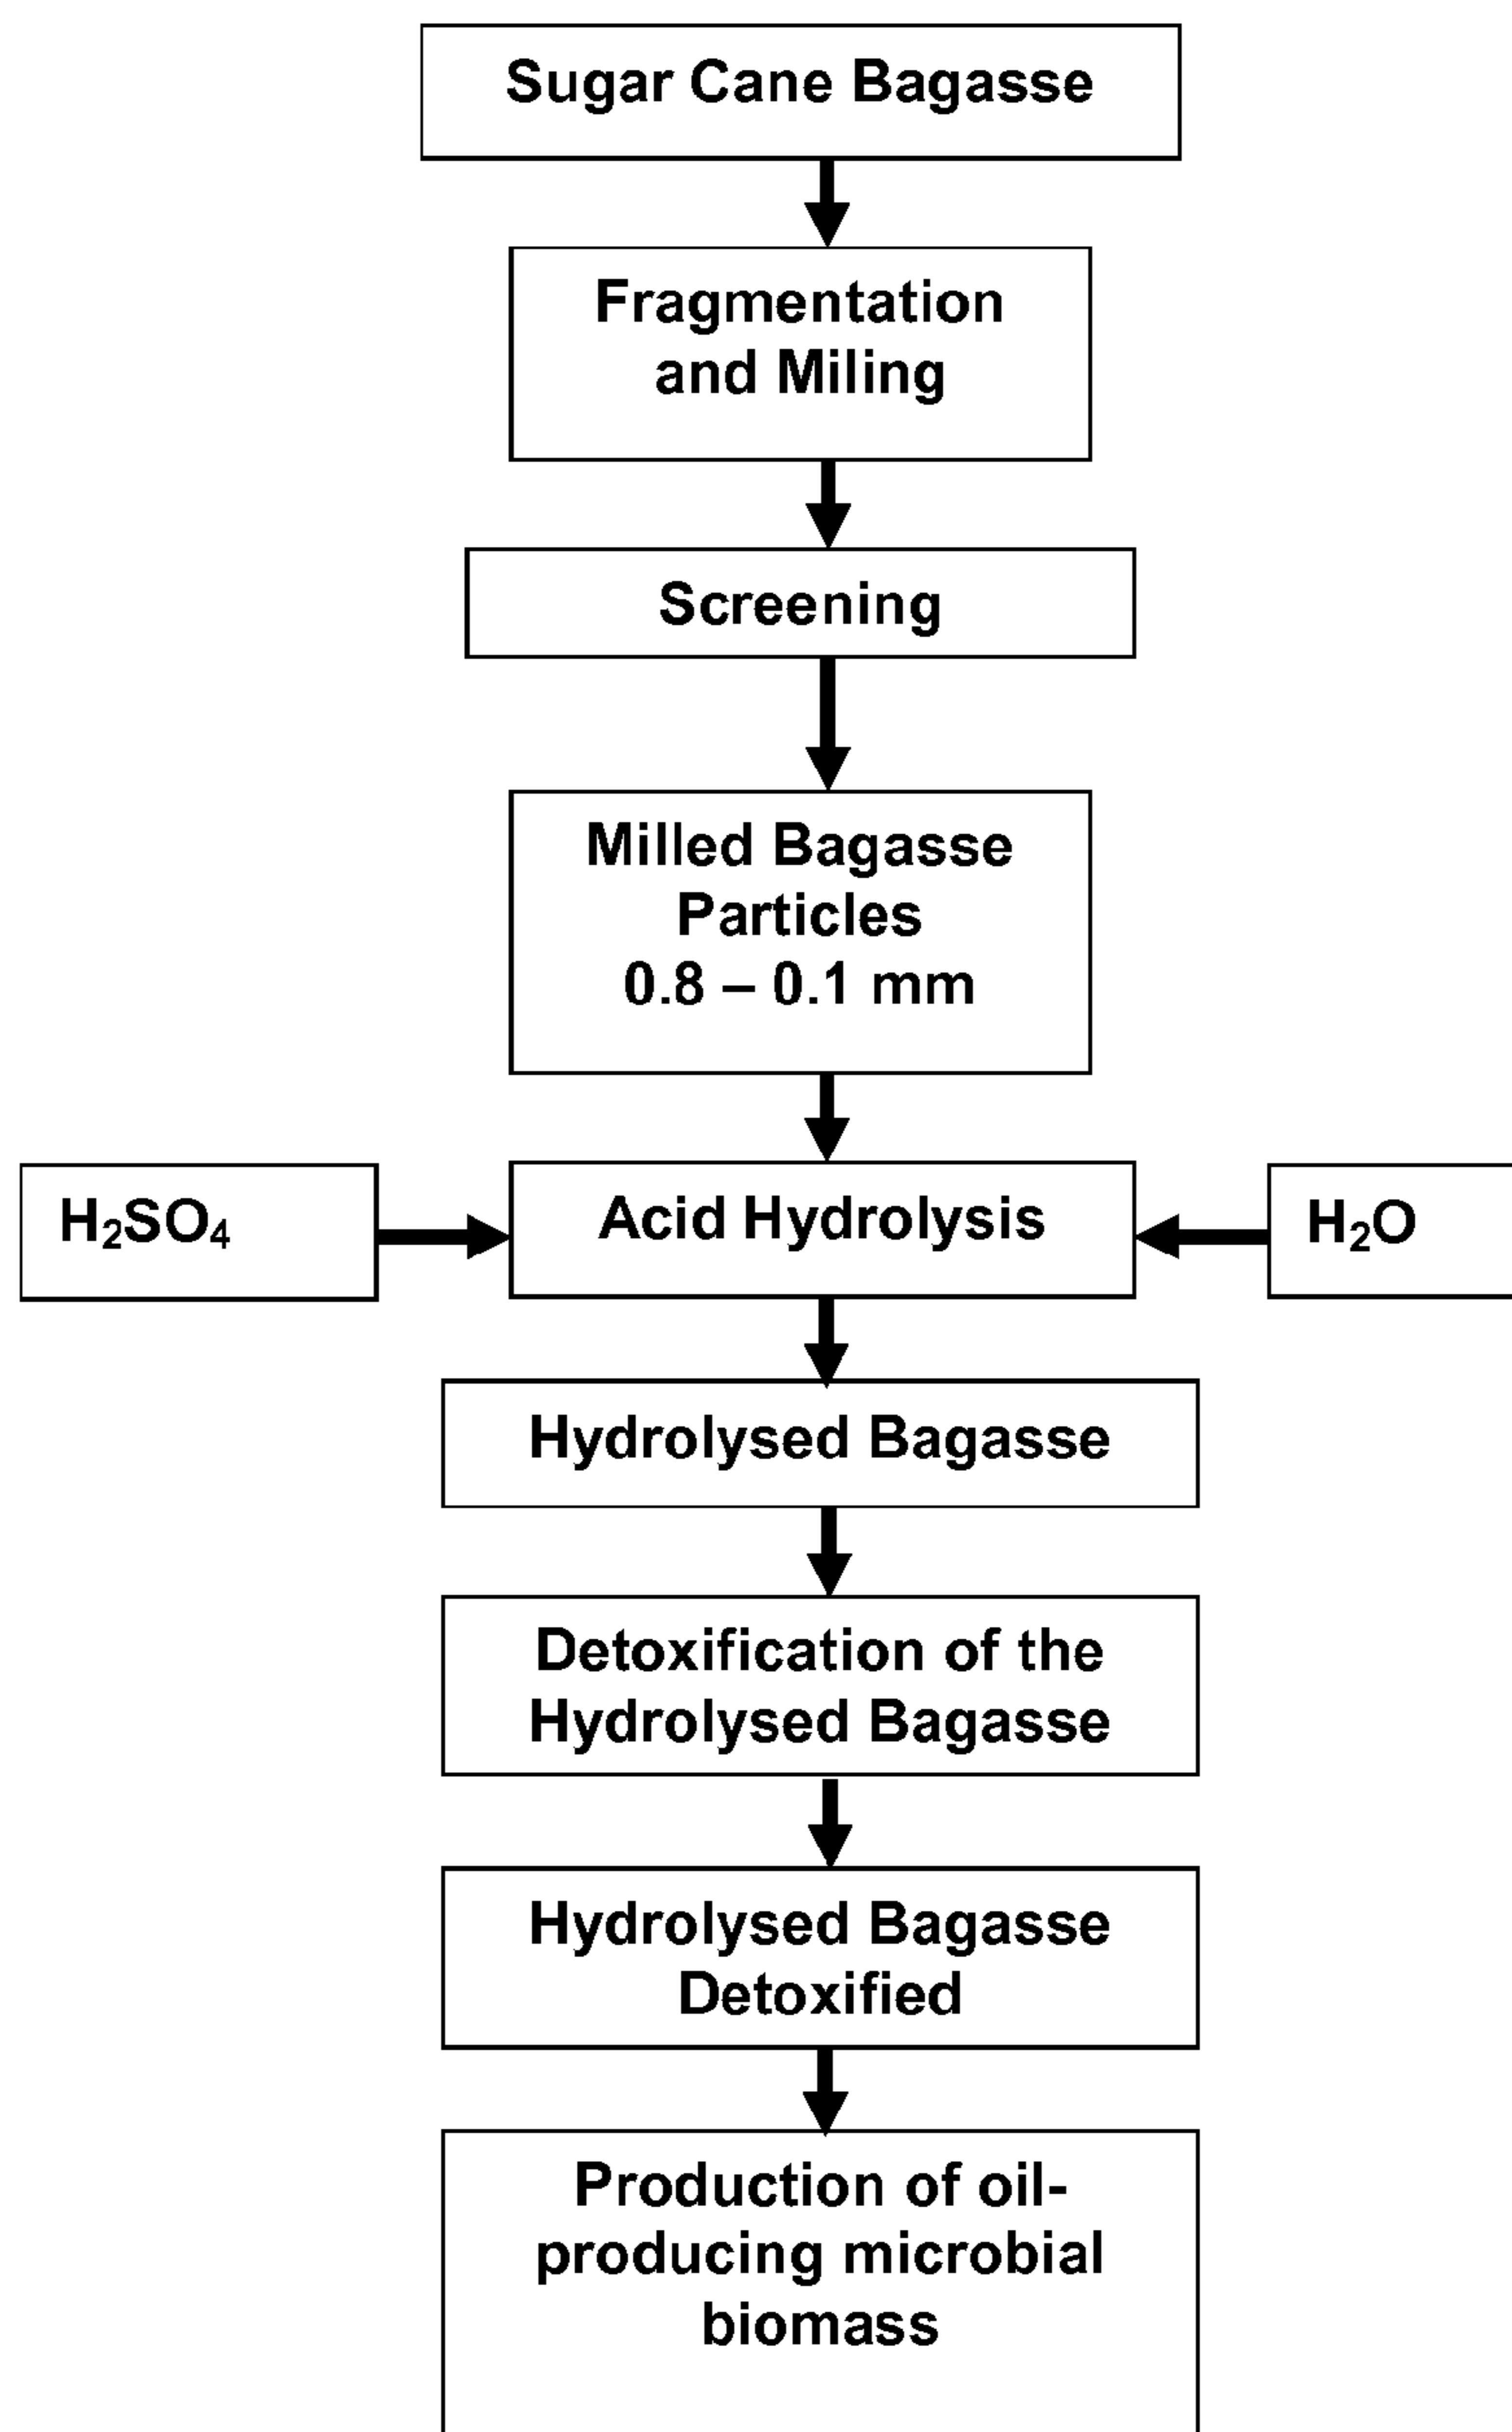 Sugar Cane Bagasse
Fragmentation
and Miling
Screening
Milled Bagasse
Particles
0.8 – 0.1 mm
H₂SO₄
Acid Hydrolysis
H₂O
Hydrolysed Bagasse
Detoxification of the
Hydrolysed Bagasse
Hydrolysed Bagasse
Detoxified
Production of oil-
producing microbial
biomass